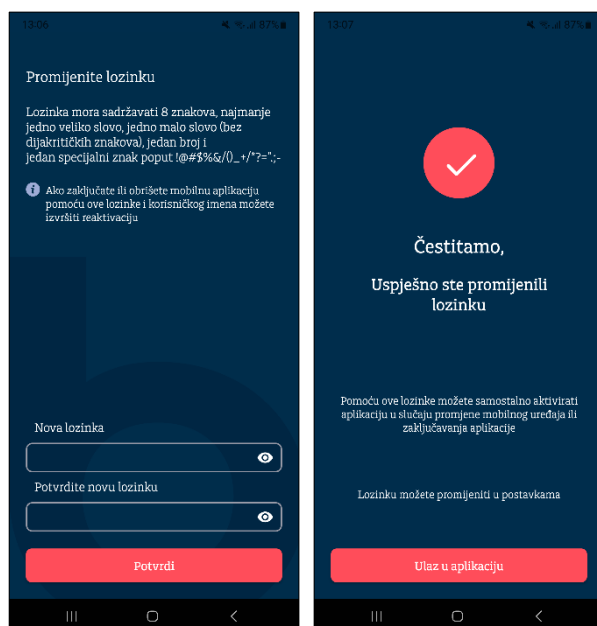 13:06
87%
Promijenite lozinku
Lozinka mora sadržavati 8 znakova, najmanje
jedno veliko slovo, jedno malo slovo (bez
dijakritičkih znakova), jedan broj i
jedan specijalni znak poput !@#$%&/()_+/*?=";-
Ako zaključate ili obrišete mobilnu aplikaciju
pomoću ove lozinke i korisničkog imena možete
izvršiti reaktivaciju
Nova lozinka
Potvrdite novu lozinku
Potvrdi
13:07
87%
Čestitamo,
Uspješno ste promijenili
lozinku
Pomoću ove lozinke možete samostalno aktivirati
aplikaciju u slučaju promjene mobilnog uređaja ili
zaključavanja aplikacije
Lozinku možete promijeniti u postavkama
Ulaz u aplikaciju